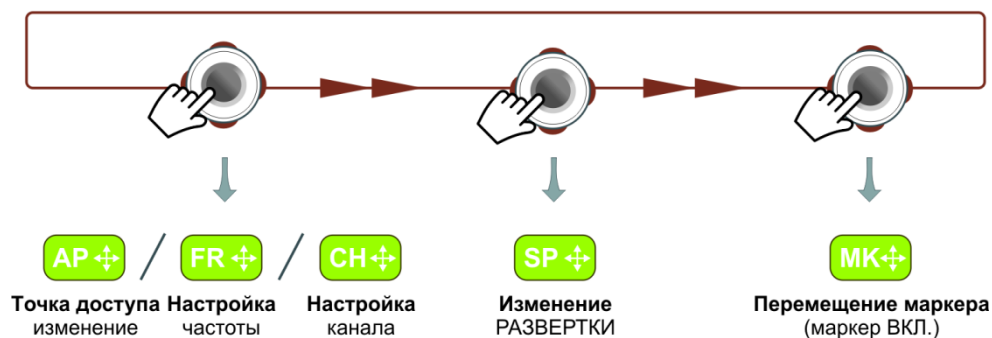 AP / FR / CH SP MK
Точка доступа Настройка Настройка Изменение Перемещение маркера
изменение частоты канала РАЗВЕРТКИ (маркер ВКЛ.)